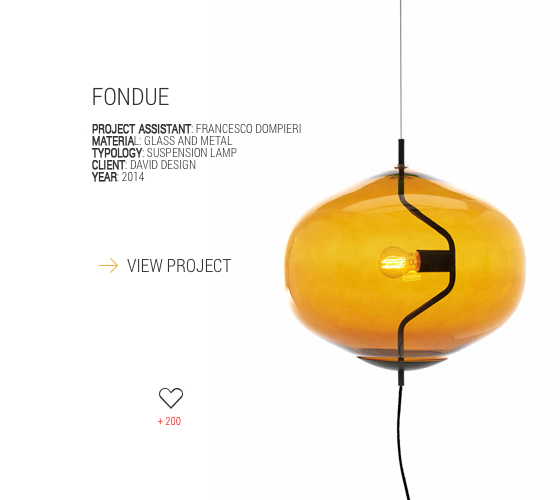 FONDUE
PROJECT ASSISTANT: FRANCESCO DOMPIERI
MATERIAL: GLASS AND METAL
TYPOLOGY: SUSPENSION LAMP
CLIENT: DAVID DESIGN
YEAR: 2014
VIEW PROJECT
+ 200